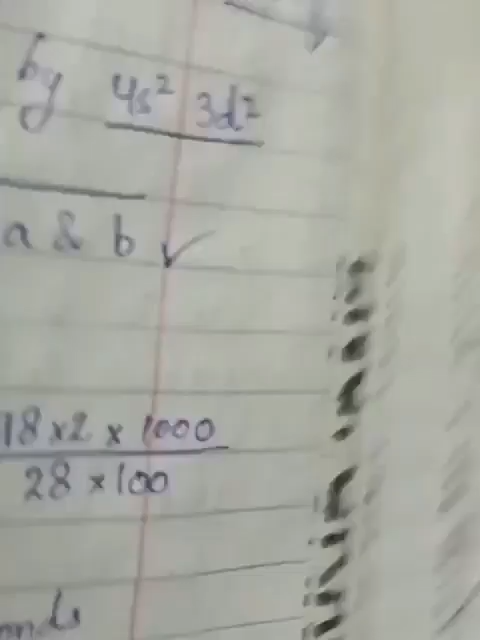 by 4s² 3d²
a & b ✓
18 x 2 x 1000
28 x 100